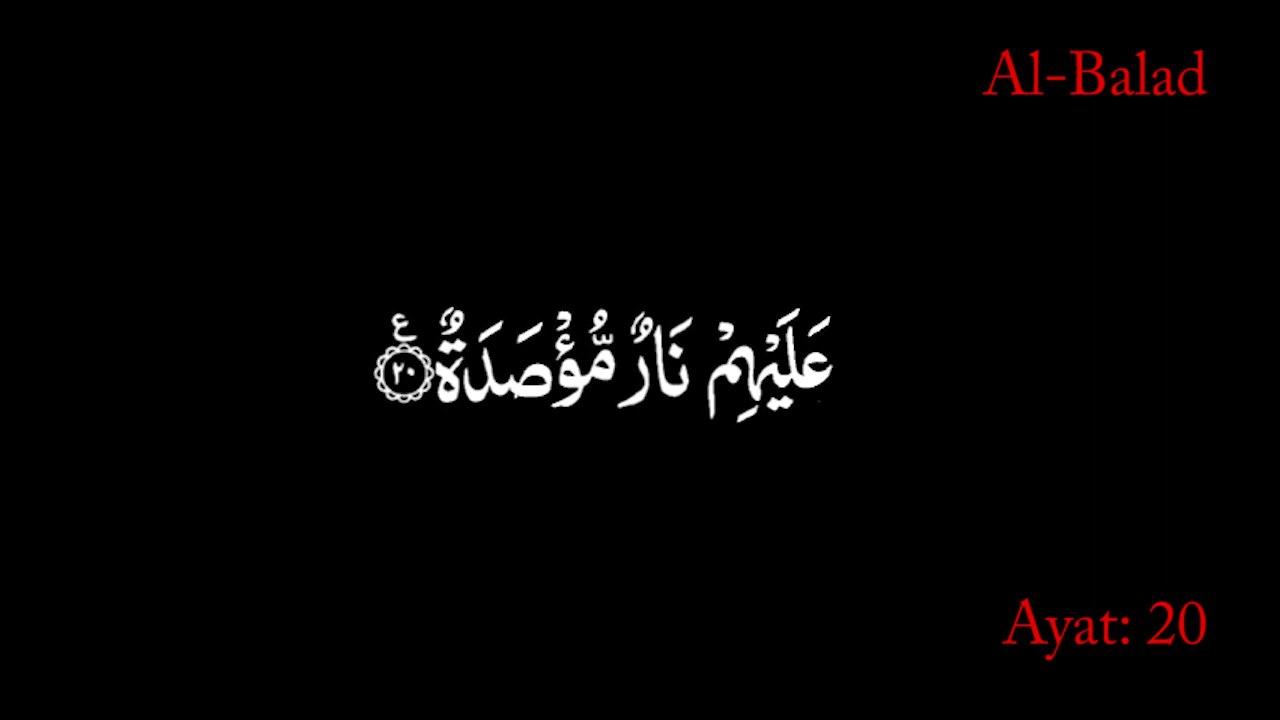 Al-Balad
عَلَيْهِمْ نَارٌ مُّؤْصَدَةٌ ۝٢٠ ع
Ayat: 20